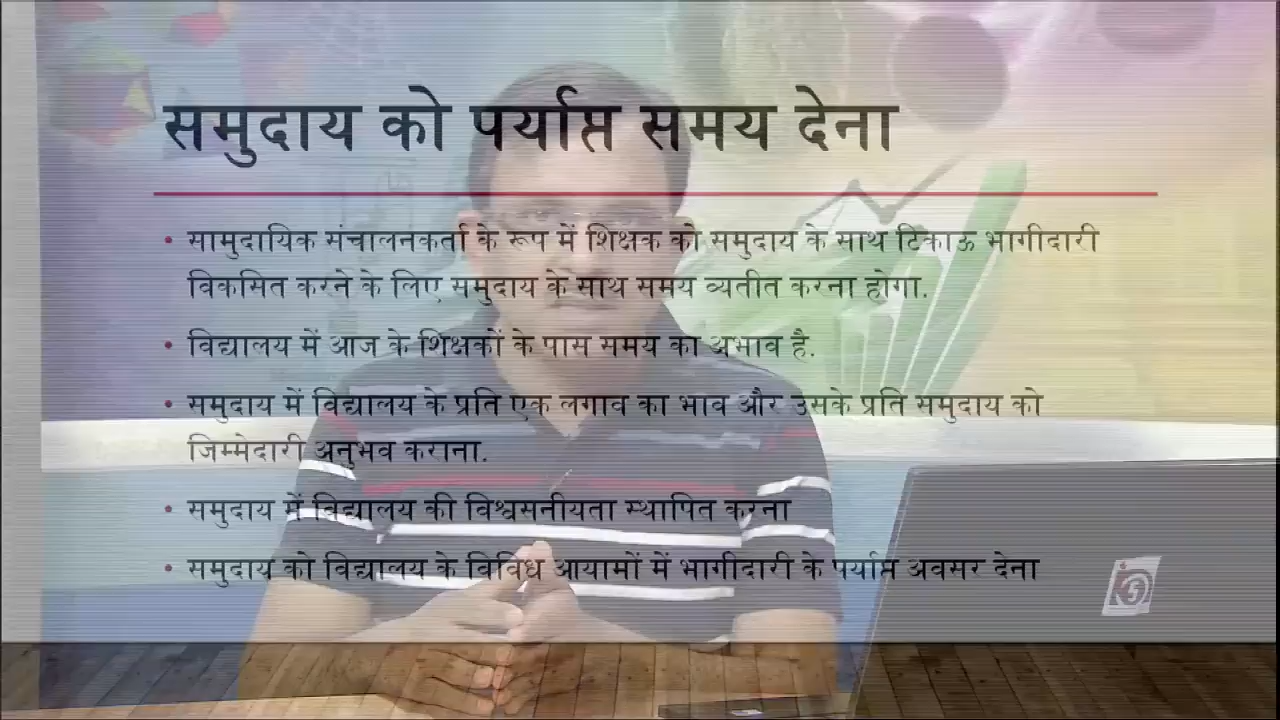 समुदाय को पर्याप्त समय देना
• सामुदायिक संचालनकर्ता के रूप में शिक्षक को समुदाय के साथ टिकाऊ भागीदारी
विकसित करने के लिए समुदाय के साथ समय व्यतीत करना होगा.
• विद्यालय में आज के शिक्षकों के पास समय का अभाव है.
• समुदाय में विद्यालय के प्रति एक लगाव का भाव और उसके प्रति समुदाय को
जिम्मेदारी अनुभव कराना.
• समुदाय में विद्यालय की विश्वसनीयता स्थापित करना
• समुदाय को विद्यालय के विविध आयामों में भागीदारी के पर्याप्त अवसर देना